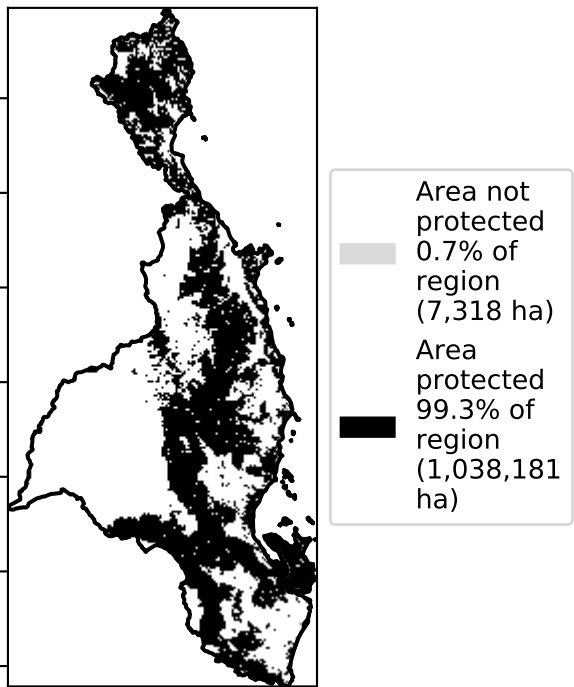 Area not
protected
0.7% of
region
(7,318 ha)
Area
protected
99.3% of
region
(1,038,181
ha)